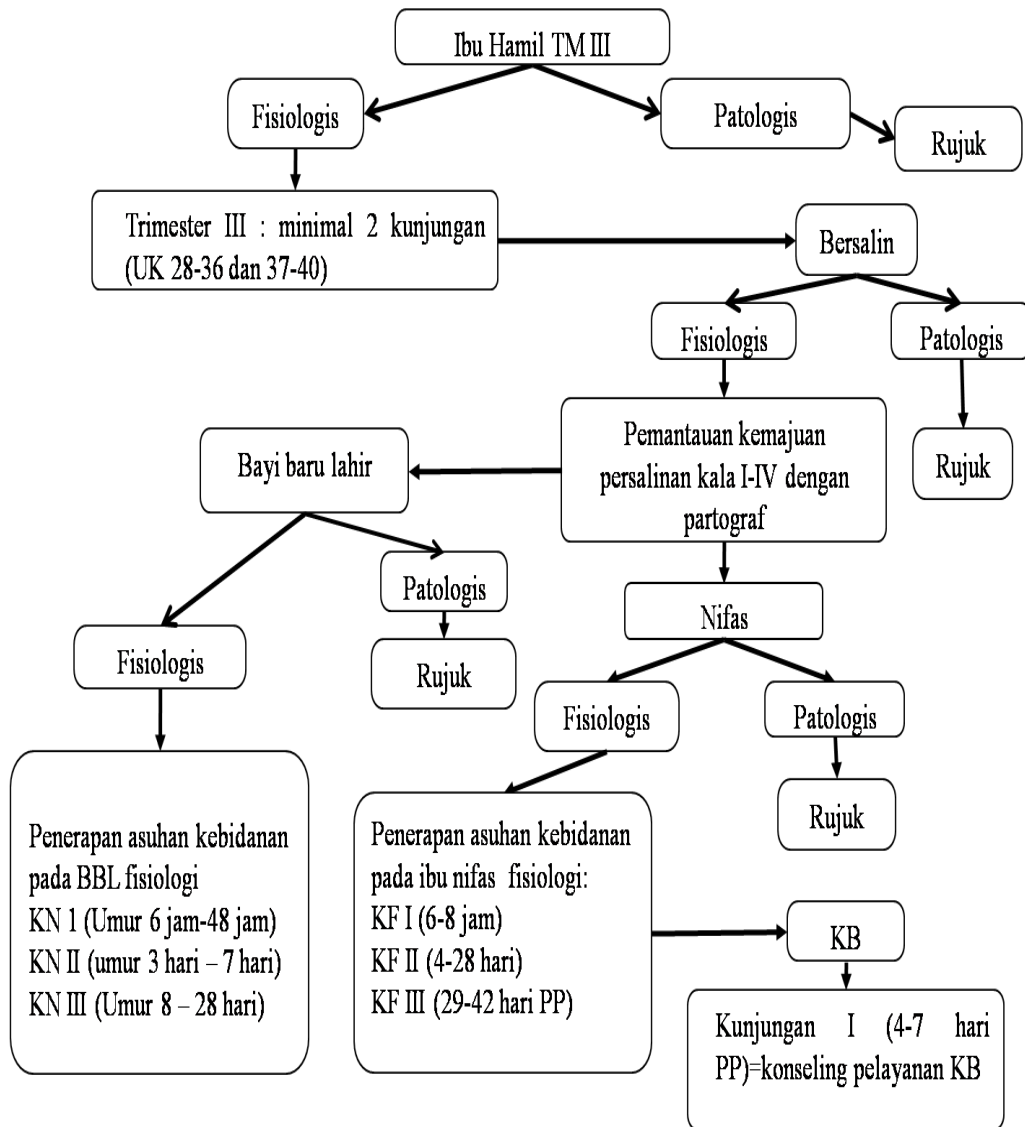 Ibu Hamil TM III
Fisiologis
Patologis
Rujuk
Trimester III : minimal 2 kunjungan
(UK 28-36 dan 37-40)
Bersalin
Fisiologis
Patologis
Rujuk
Pemantauan kemajuan
persalinan kala I-IV dengan
partograf
Bayi baru lahir
Patologis
Rujuk
Fisiologis
Nifas
Fisiologis
Patologis
Rujuk
Penerapan asuhan kebidanan
pada BBL fisiologi
KN 1 (Umur 6 jam-48 jam)
KN II (umur 3 hari – 7 hari)
KN III (Umur 8 – 28 hari)
Penerapan asuhan kebidanan
pada ibu nifas fisiologi:
KF I (6-8 jam)
KF II (4-28 hari)
KF III (29-42 hari PP)
KB
Kunjungan I (4-7 hari
PP)=konseling pelayanan KB